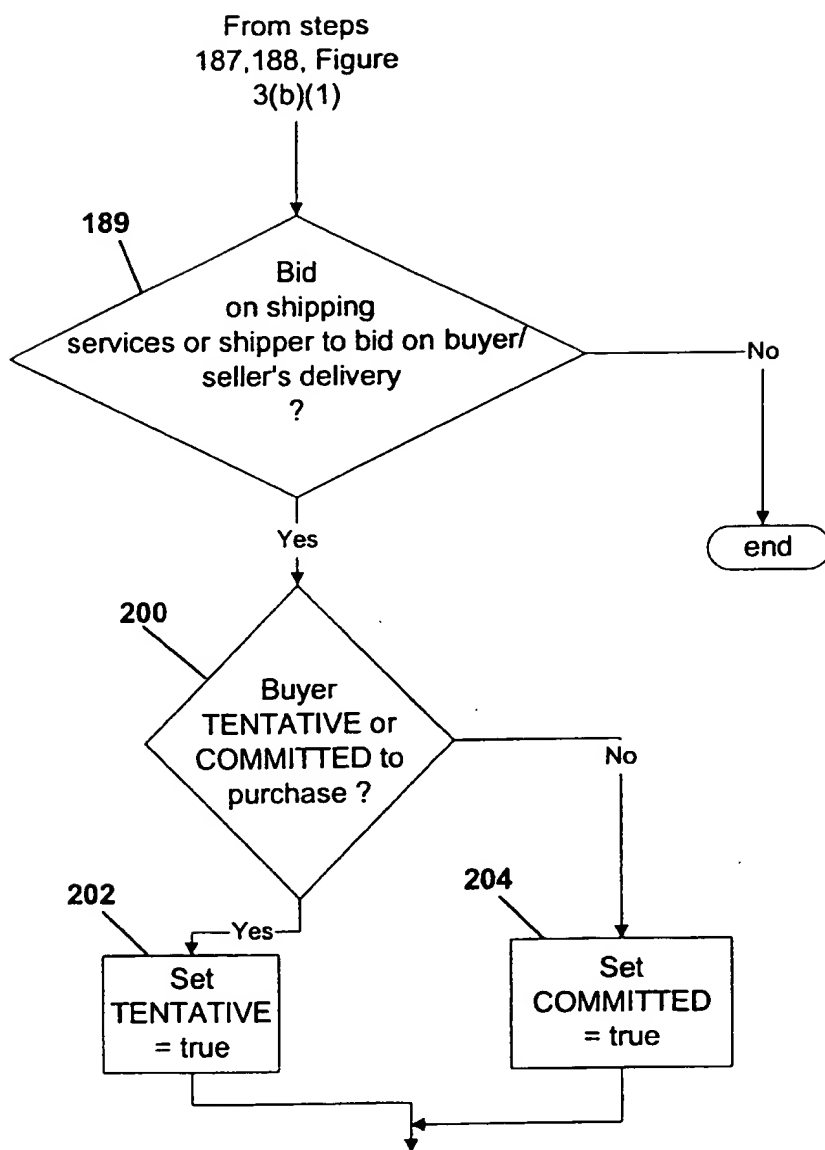 From steps
187,188, Figure
3(b)(1)
189
Bid
on shipping
services or shipper to bid on buyer/
seller's delivery
?
No
Yes
end
200
Buyer
TENTATIVE or
COMMITTED to
purchase ?
No
202
204
Yes
Set
TENTATIVE
= true
Set
COMMITTED
= true